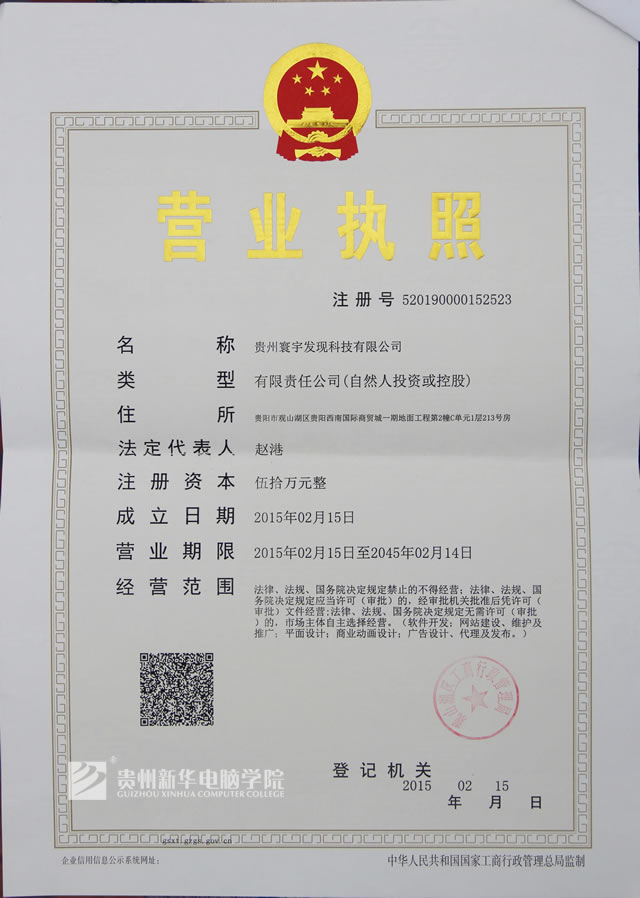 营业执照
注册号 520190000152523
名称 贵州寰宇发现科技有限公司
类型 有限责任公司(自然人投资或控股)
住所 贵阳市观山湖区贵阳西南国际商贸城一期地面工程第2幢C单元1层213号房
法定代表人 赵港
注册资本 伍拾万元整
成立日期 2015年02月15日
营业期限 2015年02月15日至2045年02月14日
经营范围 法律、法规、国务院决定规定禁止的不得经营；法律、法规、国
务院决定规定应当许可（审批）的，经审批机关批准后凭许可（
审批）文件经营;法律、法规、国务院决定规定无需许可（审批
）的，市场主体自主选择经营。（软件开发；网站建设、维护及
推广；平面设计；商业动画设计；广告设计、代理及发布。）
观山湖区工商行政管理局
登记机关
2015 02 15
年 月 日
贵州新华电脑学院
GUIZHOU XINHUA COMPUTER COLLEGE
gsxt.gzgs.gov.cn
企业信用信息公示系统网址：
中华人民共和国国家工商行政管理总局监制